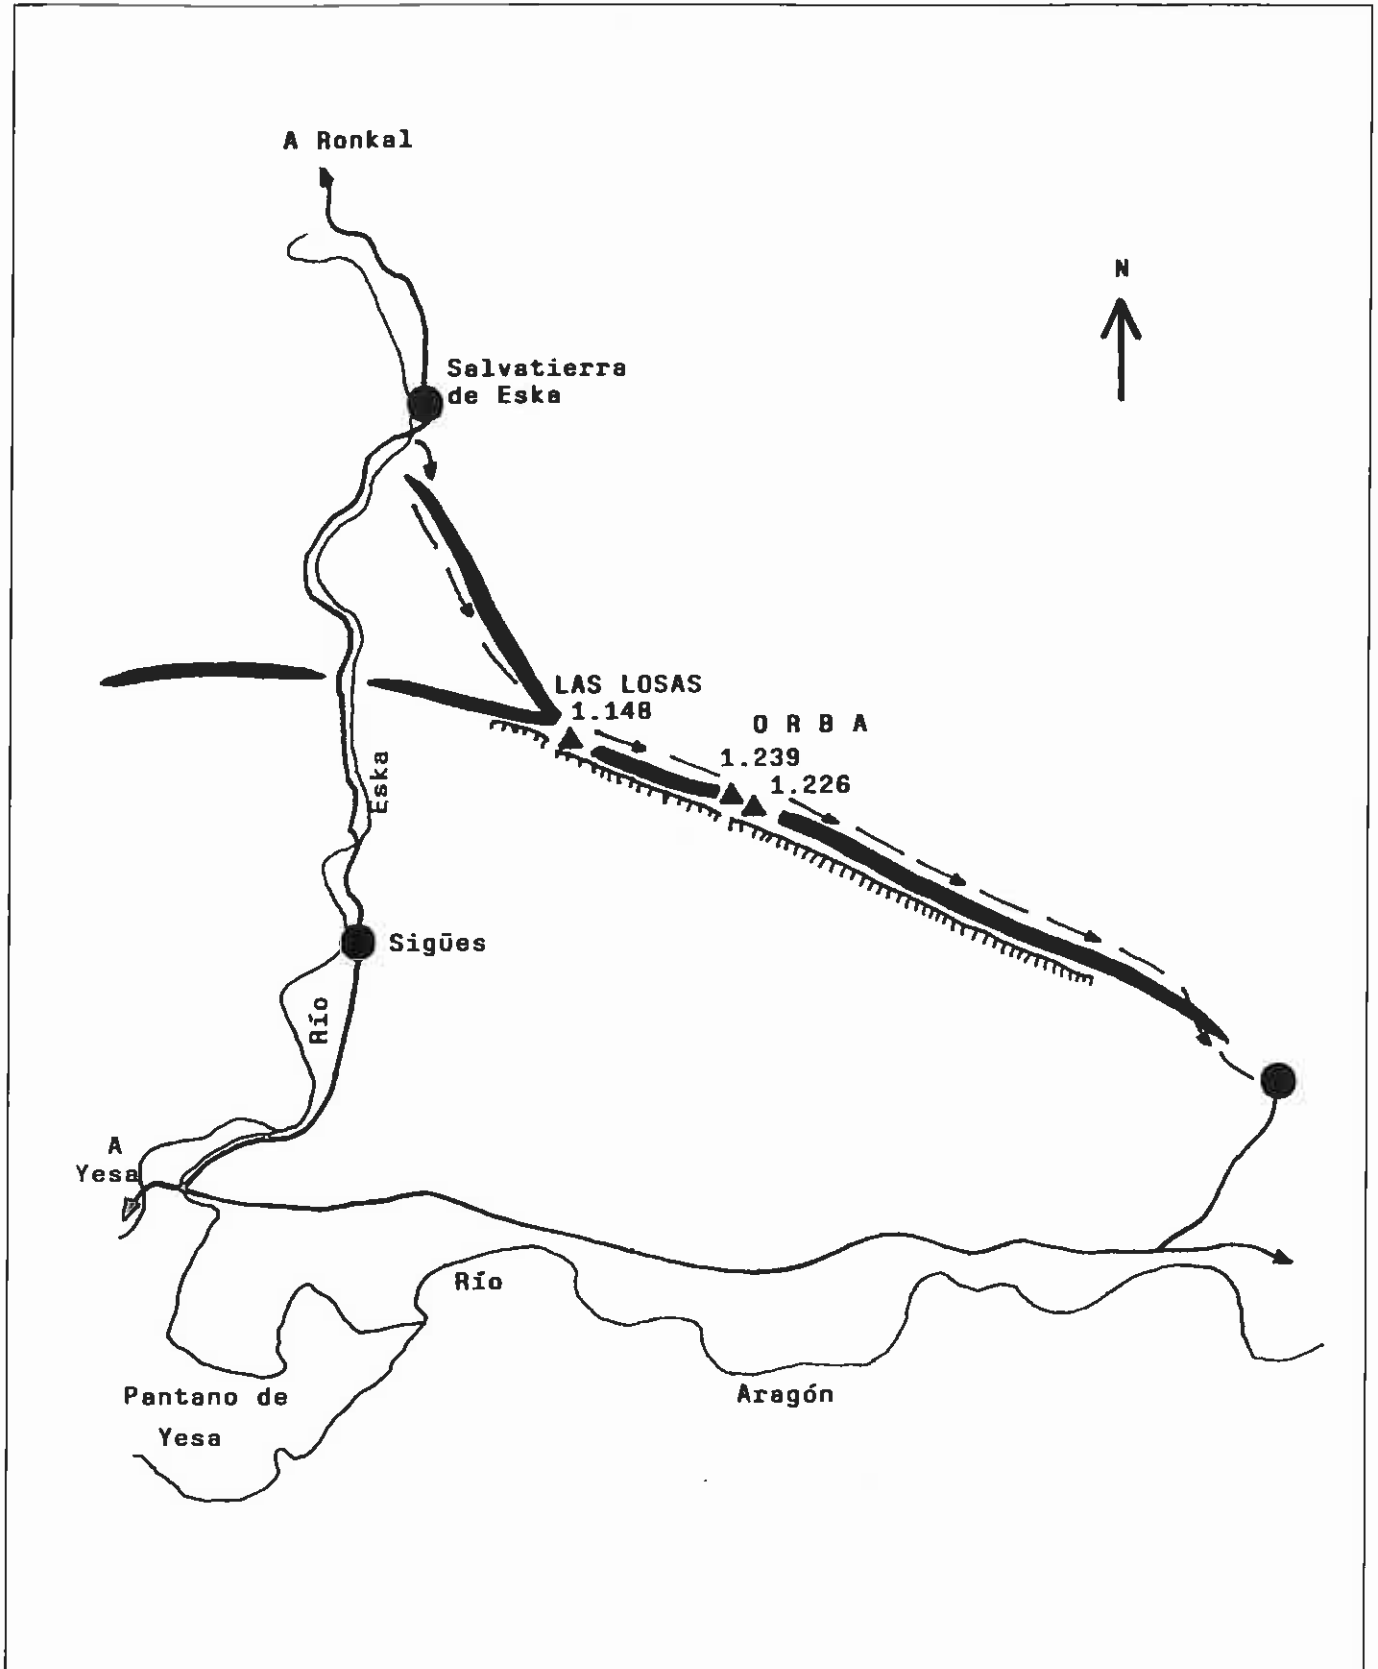 A Ronkal
N
Salvatierra
de Eska
LAS LOSAS
1.148
O R B A
1.239
1.226
Eska
Sigües
Río
A
Yesa
Río
Aragón
Pantano de
Yesa